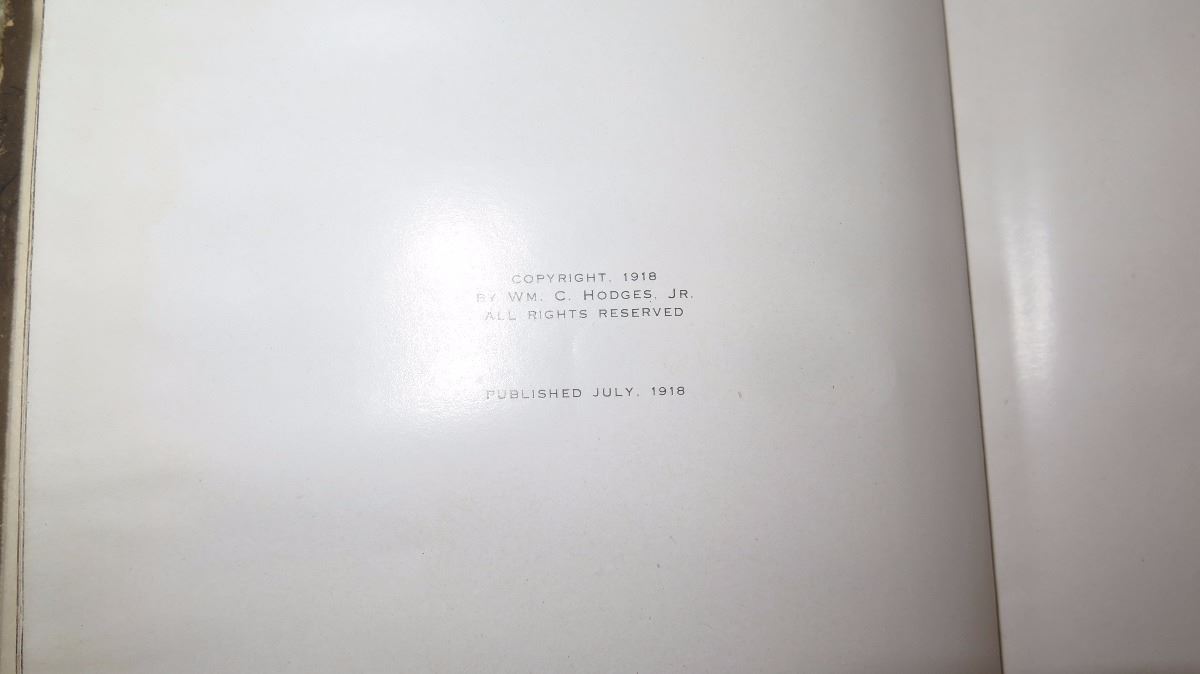 COPYRIGHT, 1918
BY WM. C. HODGES, JR.
ALL RIGHTS RESERVED
PUBLISHED JULY, 1918